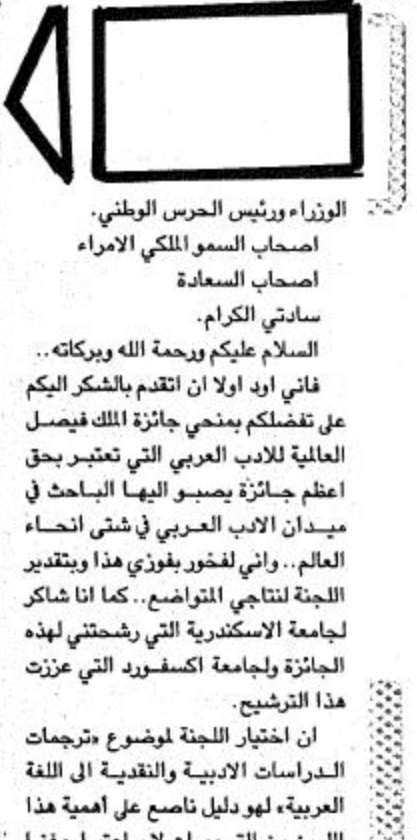 الوزراء ورئيس الحرس الوطني.
اصحاب السمو الملكي الامراء
اصحاب السعادة
سادتي الكرام.
السلام عليكم ورحمة الله وبركاته..
فاني اود اولا ان اتقدم بالشكر اليكم
على تفضلكم بمنحي جائزة الملك فيصل
العالمية للادب العربي التي تعتبر بحق
اعظم جائزة يصبو اليها الباحث في
ميدان الادب العربي في شتى انحاء
العالم.. واني لفخور بفوزي هذا وبتقدير
اللجنة لنتاجي المتواضع.. كما انا شاكر
لجامعة الاسكندرية التي رشحتني لهذه
الجائزة ولجامعة اكسفورد التي عززت
هذا الترشيح.
ان اختيار اللجنة لموضوع «ترجمات
الدراسات الادبية والنقدية الى اللغة
العربية» لهو دليل ناصع على أهمية هذا